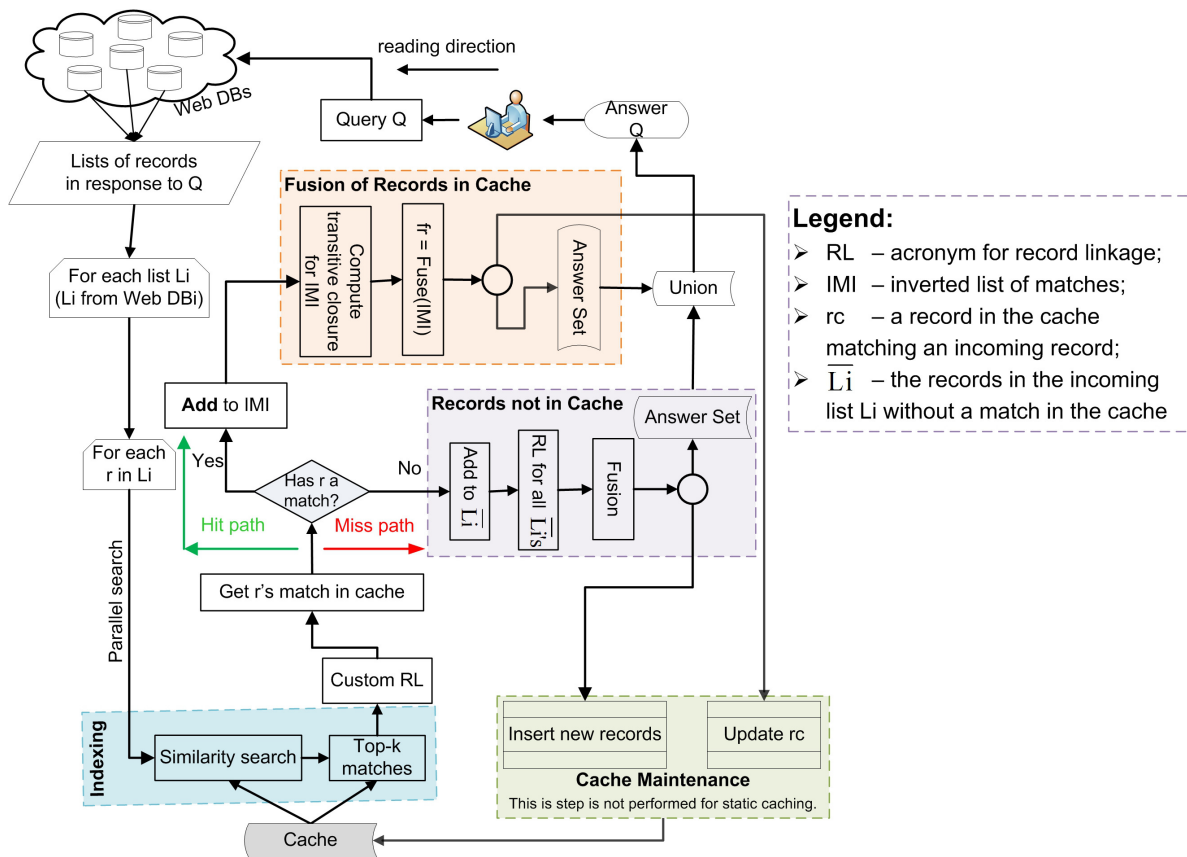 reading direction
Web DBs
Query Q
Answer
Q
Lists of records
in response to Q
For each list Li
(Li from Web DBi)
For each
r in Li
Parallel search
Fusion of Records in Cache
Compute
transitive closure
for IMI
fr = Fuse(IMI)
Answer Set
Union
Add to IMI
Yes
Has r a
match?
No
Hit path
Miss path
Records not in Cache
Answer Set
Add to L̅i̅
RL for all L̅i̅'̅s̅
Fusion
Get r's match in cache
Custom RL
Indexing
Similarity search
Top-k
matches
Cache
Insert new records
Update rc
Cache Maintenance
This is step is not performed for static caching.
Legend:
➢ RL – acronym for record linkage;
➢ IMI – inverted list of matches;
➢ rc – a record in the cache
matching an incoming record;
➢ L̅i̅ – the records in the incoming
list Li without a match in the cache